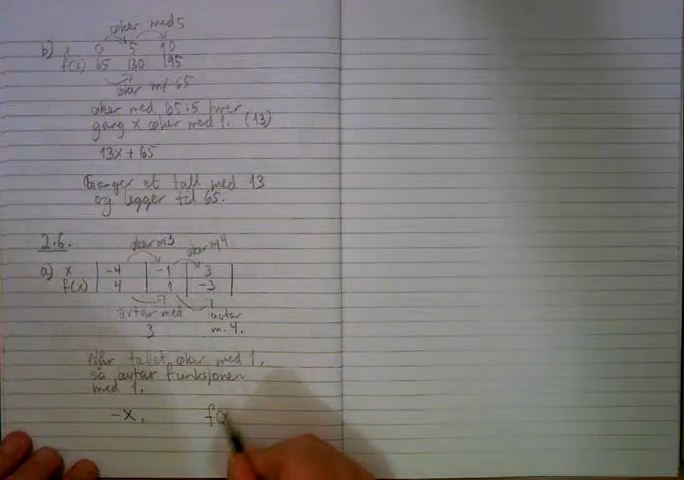 øker med 5
b) x 0 5 10
f(x) 65 130 195
øker m/ 65
øker med 65:5 hver
gang x øker med 1. (13)
13x + 65
Ganger et tall med 13
og legger til 65.
2.6.
øker m3 øker m4
a) x | -4 | -1 | 3 |
f(x) | 4 | 1 | -3 |
avtar med avtar
3 m. 4.
Når tallet øker med 1,
så avtar funksjonen
med 1.
-x. f(x